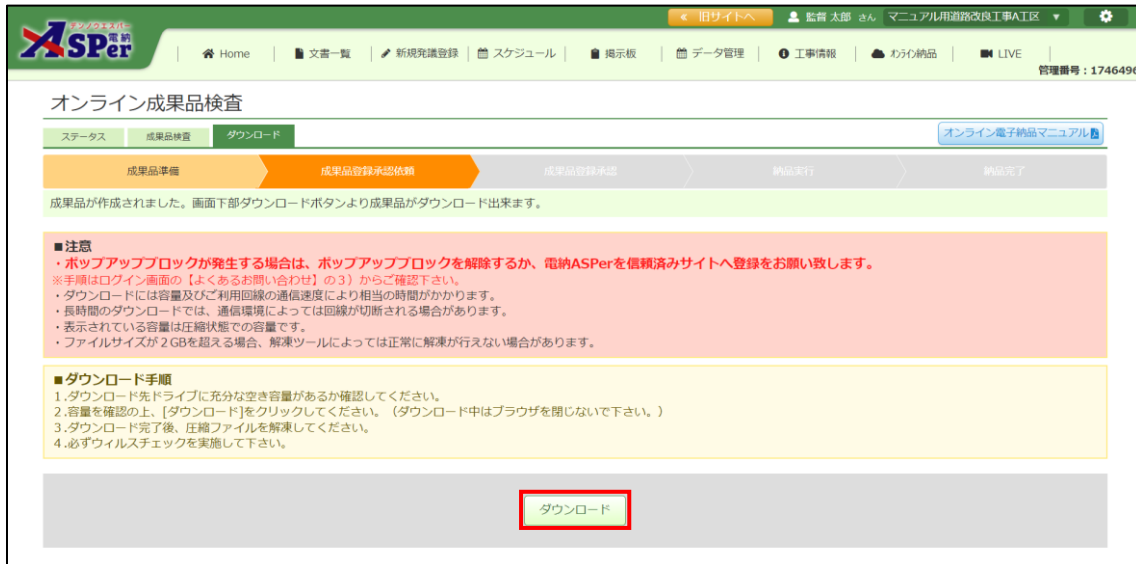 « 旧サイトへ 監督 太郎 さん マニュアル用道路改良工事A工区 ▼
デンノウエスパー
電納
ASPer
Home 文書一覧 新規発議登録 スケジュール 掲示板 データ管理 工事情報 オンライン納品 LIVE
管理番号：1746496
オンライン成果品検査
ステータス 成果品検査 ダウンロード オンライン電子納品マニュアル
成果品準備 成果品登録承認依頼 成果品登録承認 納品実行 納品完了
成果品が作成されました。画面下部ダウンロードボタンより成果品がダウンロード出来ます。
■注意
・ポップアップブロックが発生する場合は、ポップアップブロックを解除するか、電納ASPerを信頼済みサイトへ登録をお願い致します。
※手順はログイン画面の【よくあるお問い合わせ】の３）からご確認下さい。
・ダウンロードには容量及びご利用回線の通信速度により相当の時間がかかります。
・長時間のダウンロードでは、通信環境によっては回線が切断される場合があります。
・表示されている容量は圧縮状態での容量です。
・ファイルサイズが２GBを超える場合、解凍ツールによっては正常に解凍が行えない場合があります。
■ダウンロード手順
1.ダウンロード先ドライブに充分な空き容量があるか確認してください。
2.容量を確認の上、[ダウンロード]をクリックしてください。（ダウンロード中はブラウザを閉じないで下さい。）
3.ダウンロード完了後、圧縮ファイルを解凍してください。
4.必ずウィルスチェックを実施して下さい。
ダウンロード